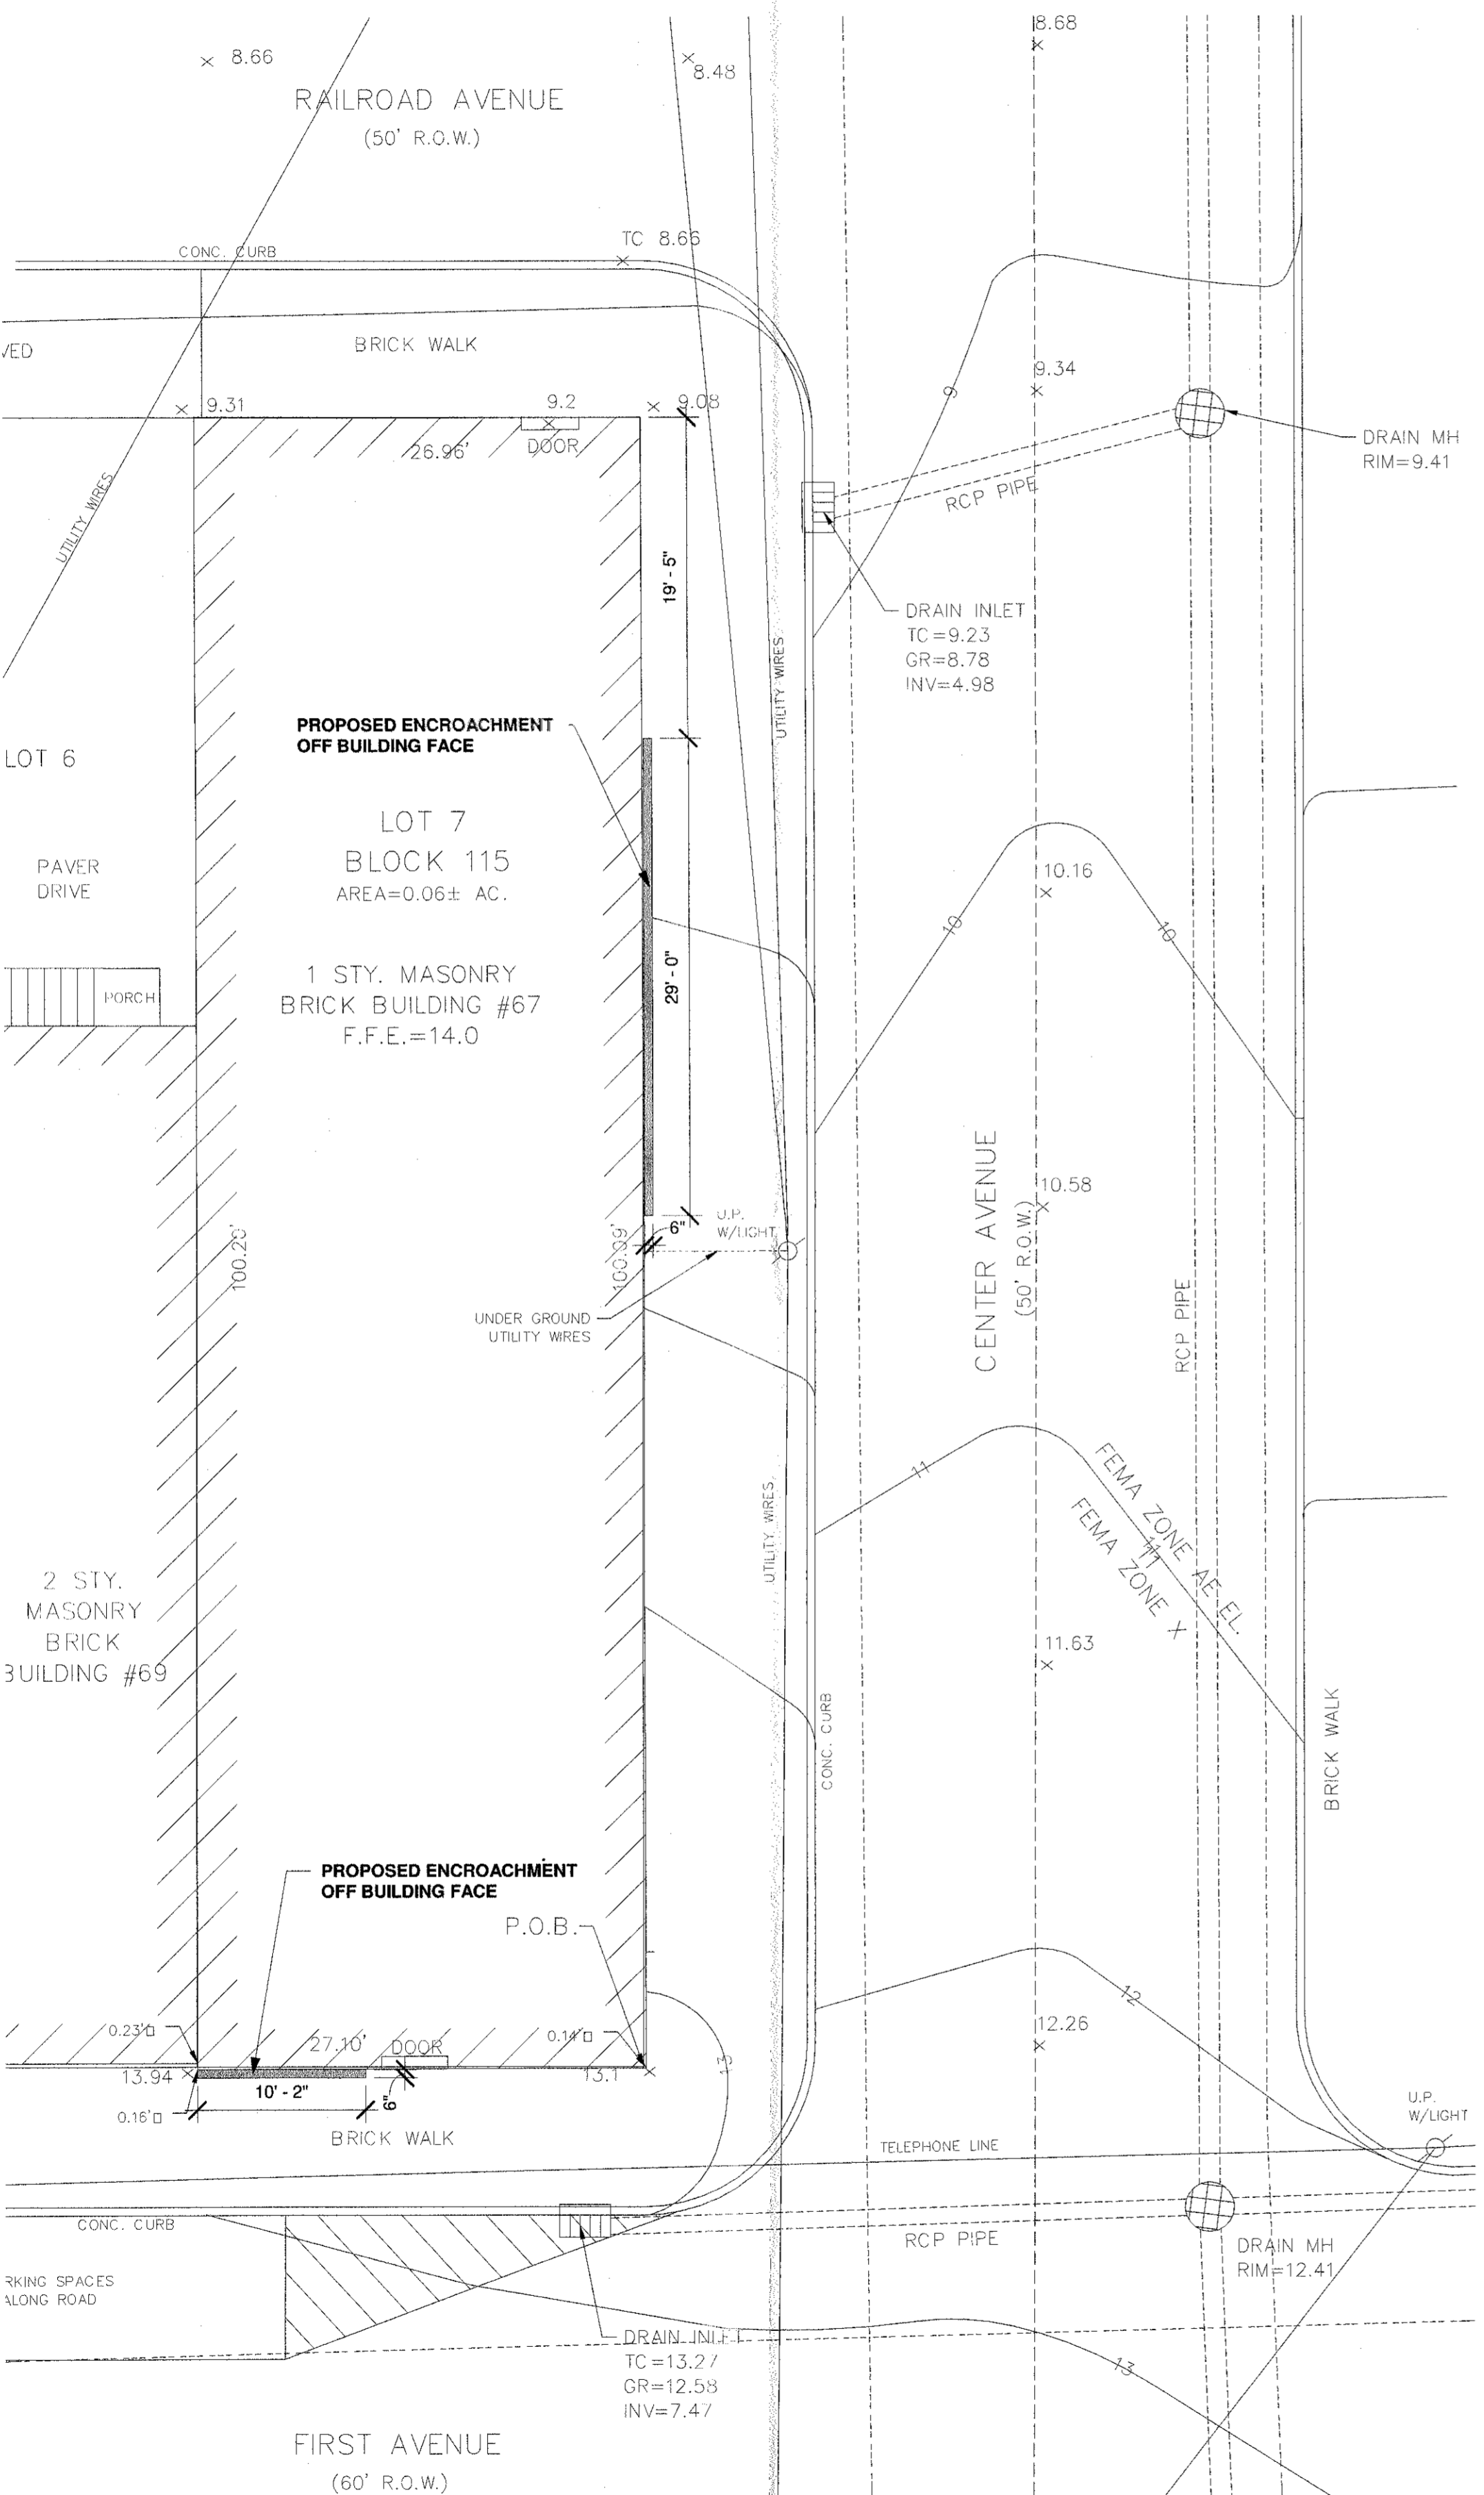 8.68
8.66
8.48
RAILROAD AVENUE
(50' R.O.W.)
TC 8.66
CONC. CURB
BRICK WALK
9.34
9
9.31
9.2
9.08
DOOR
26.96'
DRAIN MH
RIM=9.41
RCP PIPE
UTILITY WIRES
19' - 5"
DRAIN INLET
TC=9.23
GR=8.78
INV=4.98
UTILITY WIRES
PROPOSED ENCROACHMENT
OFF BUILDING FACE
LOT 6
LOT 7
BLOCK 115
AREA=0.06± AC.
PAVER
DRIVE
10.16
10
10
29' - 0"
PORCH
1 STY. MASONRY
BRICK BUILDING #67
F.F.E.=14.0
CENTER AVENUE
(50' R.O.W.)
10.58
U.P.
W/LIGHT
6"
100.20'
100.09'
UNDER GROUND
UTILITY WIRES
RCP PIPE
11
FEMA ZONE AE EL.
11
FEMA ZONE X
UTILITY WIRES
2 STY.
MASONRY
BRICK
BUILDING #69
11.63
CONC. CURB
BRICK WALK
PROPOSED ENCROACHMENT
OFF BUILDING FACE
P.O.B.
12
12.26
0.23'
27.10'
DOOR
0.14'
13.94
13.1
13
10' - 2"
6"
0.16'
BRICK WALK
U.P.
W/LIGHT
TELEPHONE LINE
CONC. CURB
RCP PIPE
DRAIN MH
RIM=12.41
RKING SPACES
ALONG ROAD
DRAIN INLET
TC=13.27
GR=12.58
INV=7.47
13
FIRST AVENUE
(60' R.O.W.)